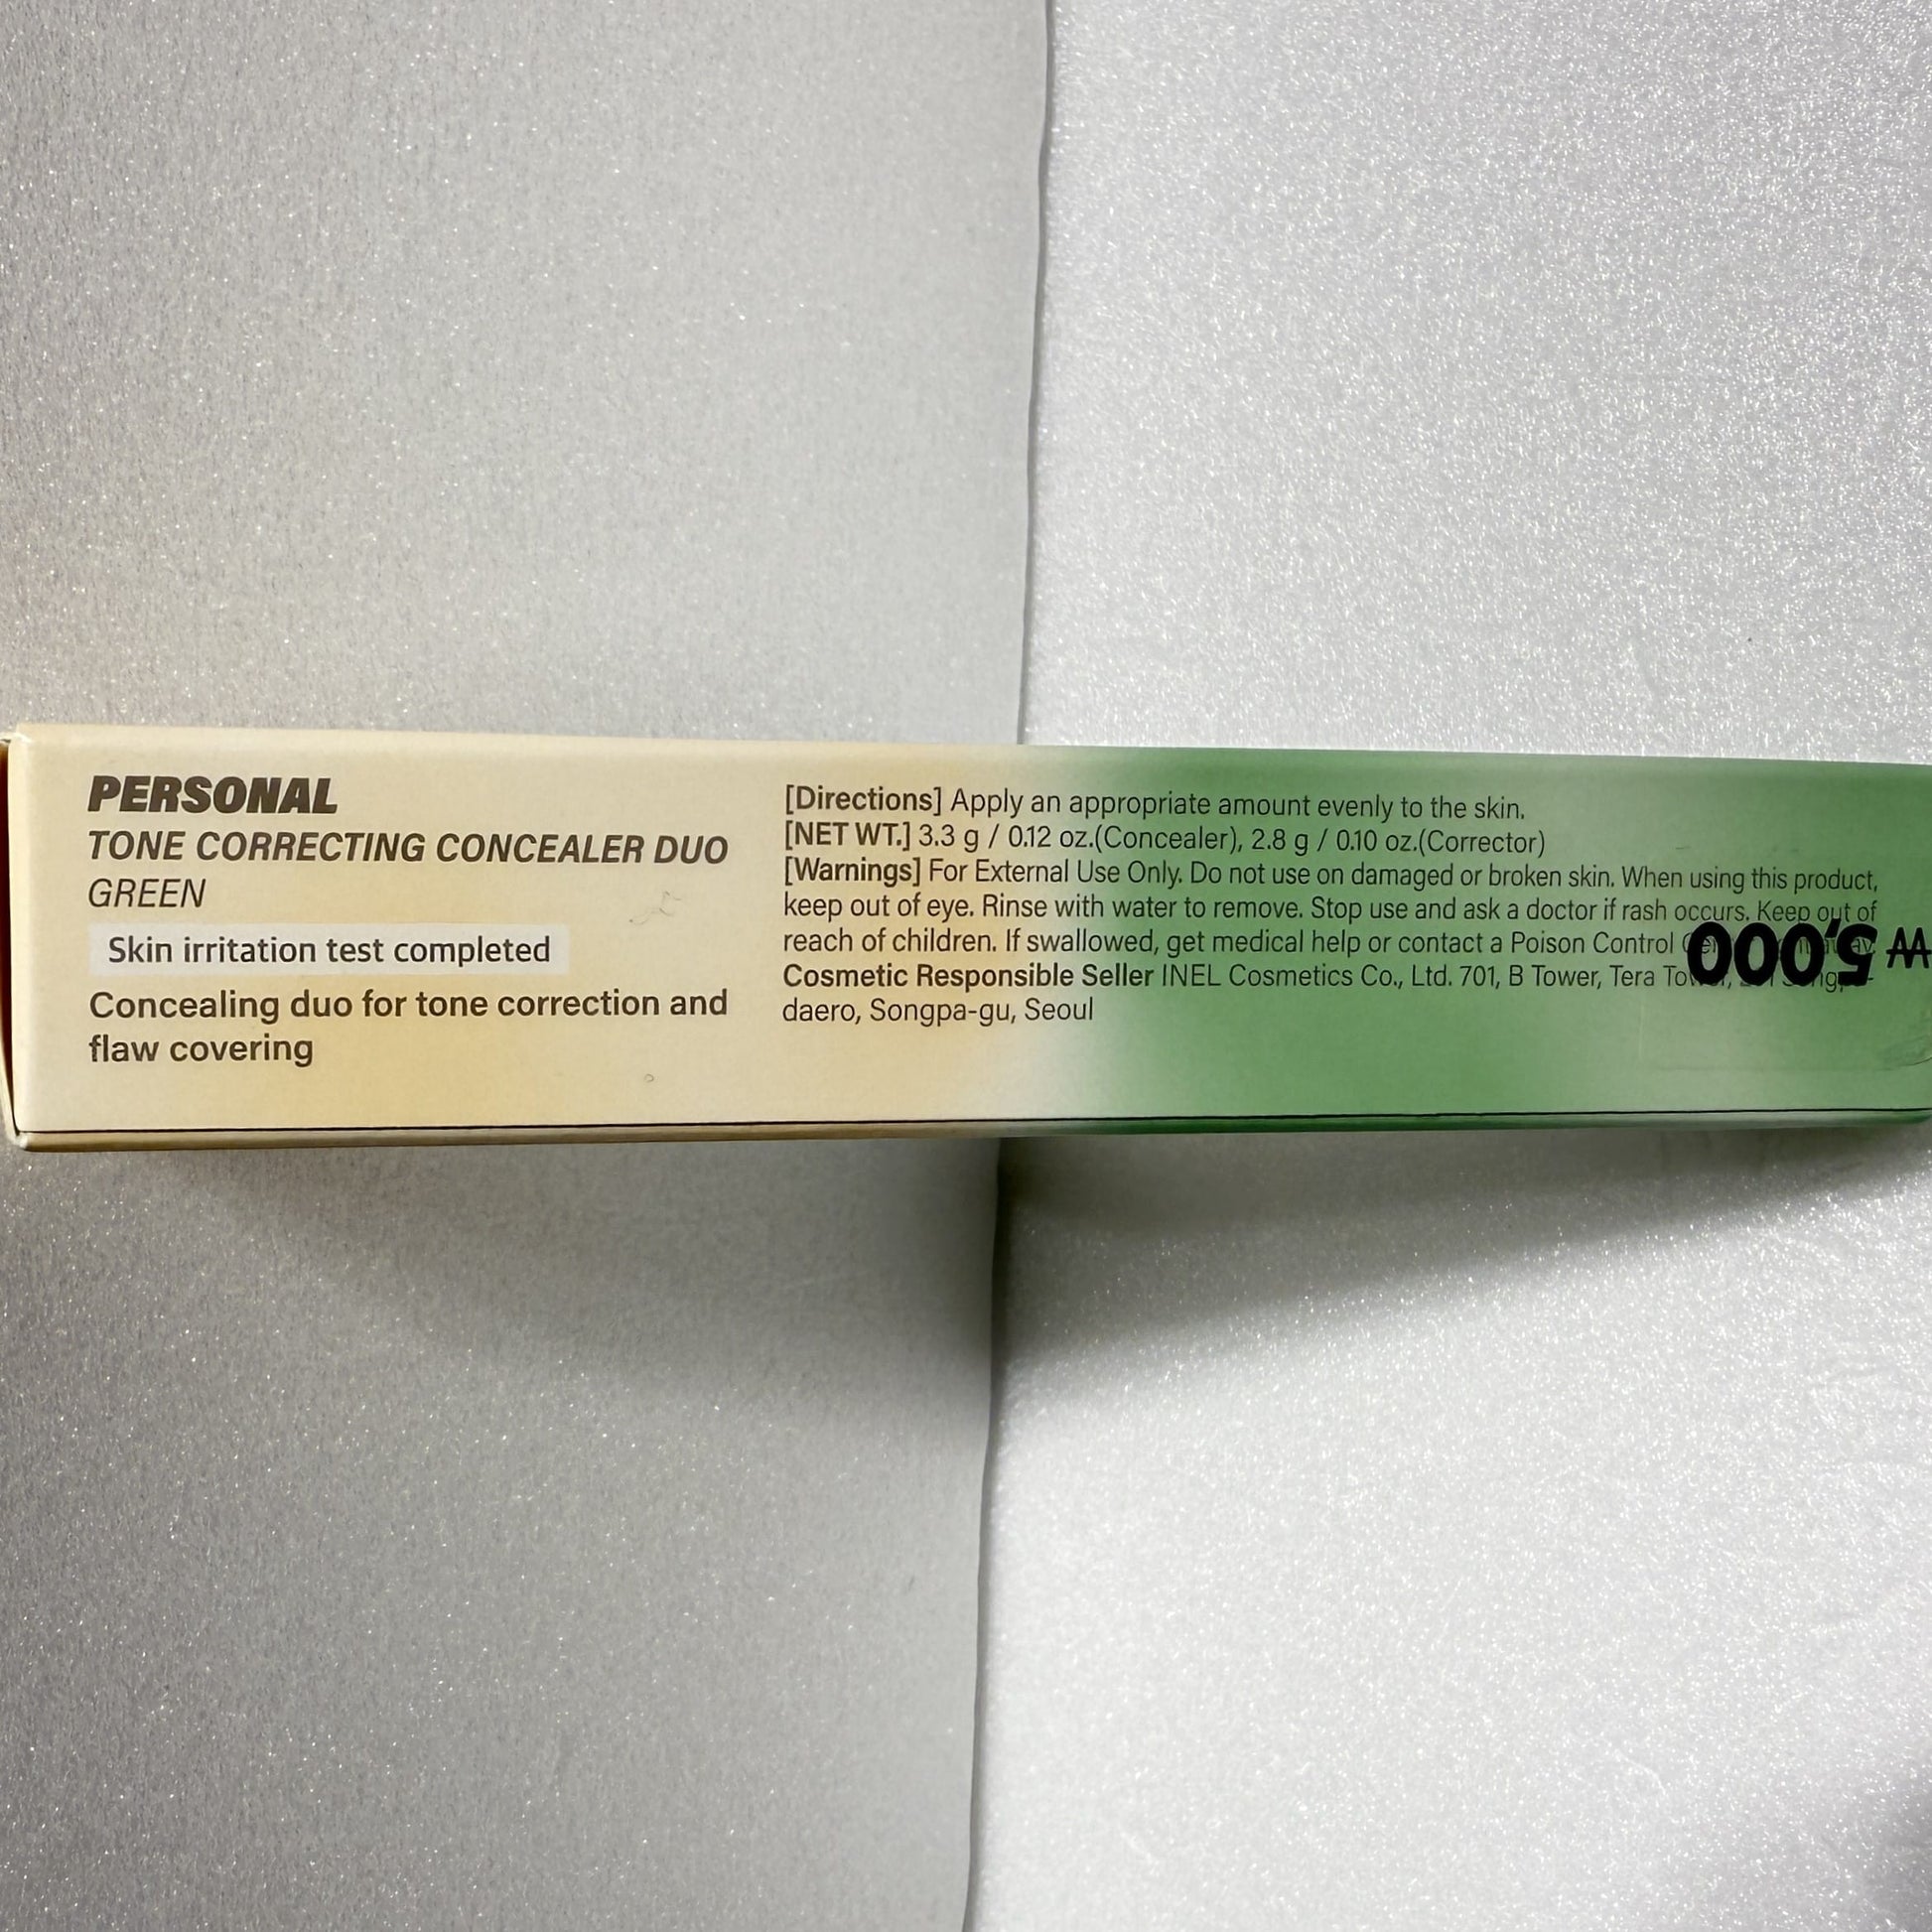 PERSONAL
TONE CORRECTING CONCEALER DUO
GREEN
Skin irritation test completed
Concealing duo for tone correction and
flaw covering
[Directions] Apply an appropriate amount evenly to the skin.
[NET WT.] 3.3 g / 0.12 oz.(Concealer), 2.8 g / 0.10 oz.(Corrector)
[Warnings] For External Use Only. Do not use on damaged or broken skin. When using this product,
keep out of eye. Rinse with water to remove. Stop use and ask a doctor if rash occurs. Keep out of
reach of children. If swallowed, get medical help or contact a Poison Control
Cosmetic Responsible Seller INEL Cosmetics Co., Ltd. 701, B Tower, Tera
daero, Songpa-gu, Seoul
₩ 5,000